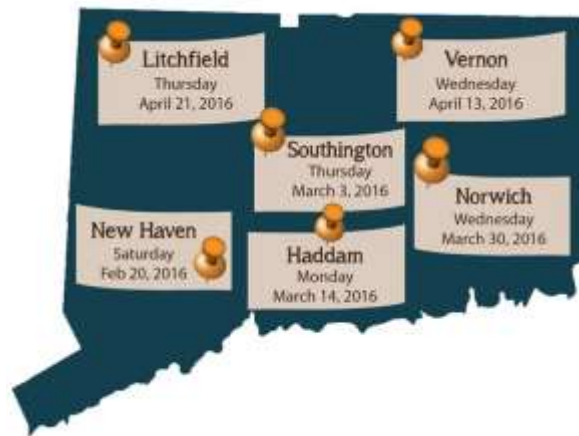 Litchfield
Thursday
April 21, 2016
Vernon
Wednesday
April 13, 2016
Southington
Thursday
March 3, 2016
Norwich
Wednesday
March 30, 2016
New Haven
Saturday
Feb 20, 2016
Haddam
Monday
March 14, 2016